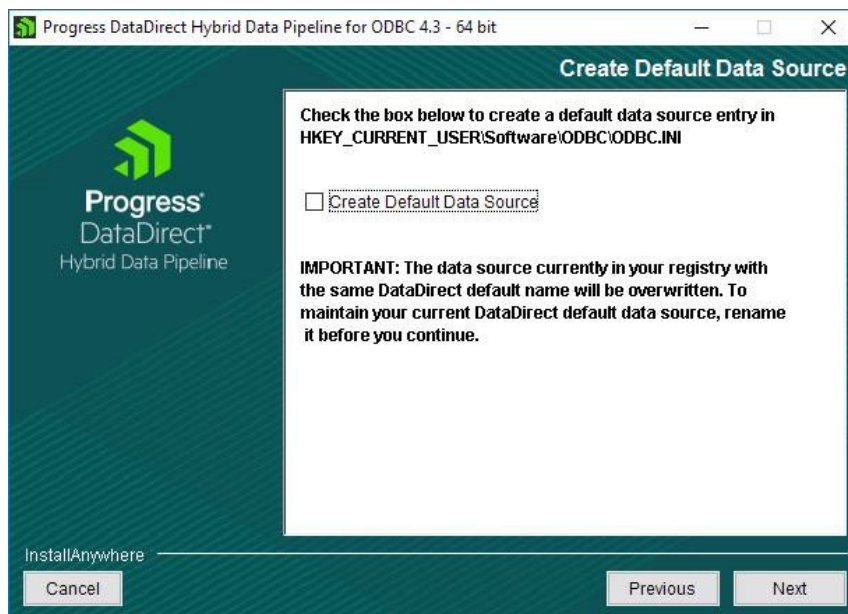 Progress DataDirect Hybrid Data Pipeline for ODBC 4.3 - 64 bit
Create Default Data Source
Progress®
DataDirect®
Hybrid Data Pipeline
Check the box below to create a default data source entry in
HKEY_CURRENT_USER\Software\ODBC\ODBC.INI
Create Default Data Source
IMPORTANT: The data source currently in your registry with
the same DataDirect default name will be overwritten. To
maintain your current DataDirect default data source, rename
it before you continue.
InstallAnywhere
Cancel
Previous
Next